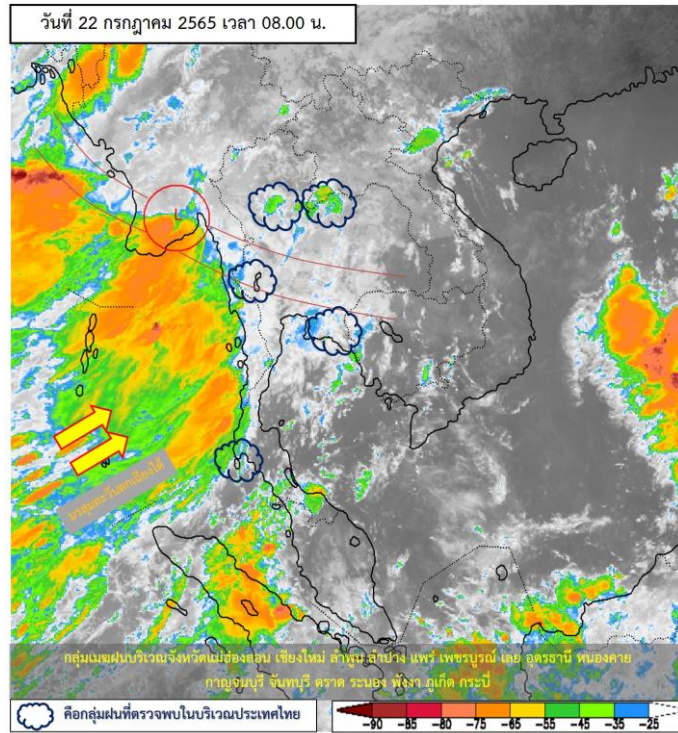 วันที่ 22 กรกฎาคม 2565 เวลา 08.00 น.
L
มรสุมตะวันตกเฉียงใต้
กลุ่มเมฆฝนบริเวณจังหวัดแม่ฮ่องสอน เชียงใหม่ ลำพูน ลำปาง แพร่ เพชรบูรณ์ เลย อุดรธานี หนองคาย
กาญจนบุรี จันทบุรี ตราด ระนอง พังงา ภูเก็ต กระบี่
คือกลุ่มฝนที่ตรวจพบในบริเวณประเทศไทย
-90 -80 -75 -65 -55 -45 -35 -25